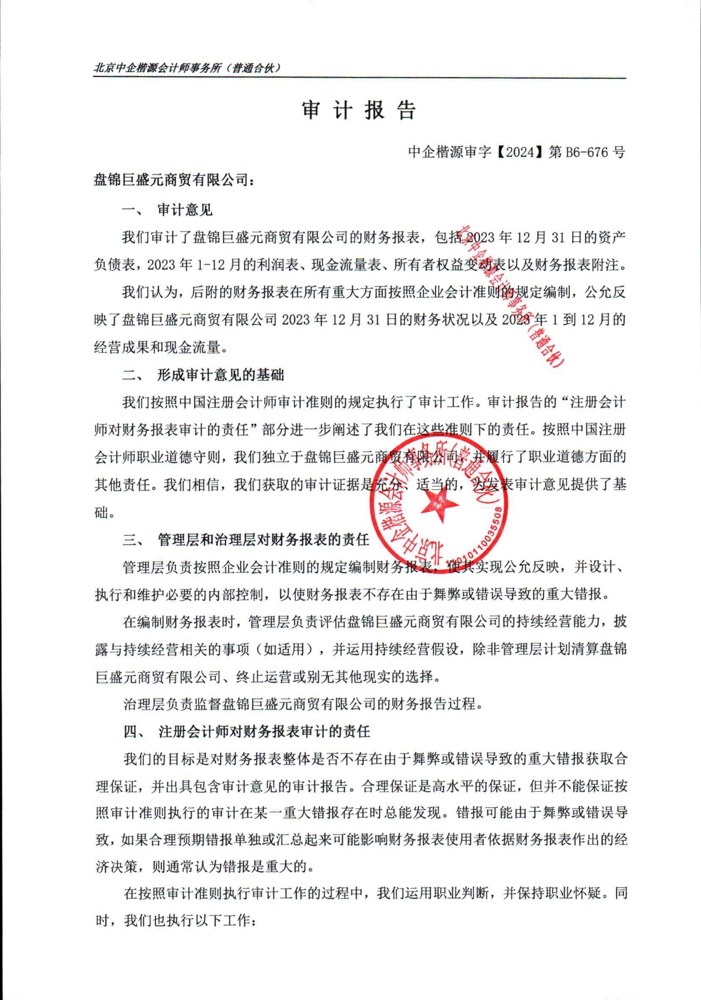 北京中企楷源会计师事务所（普通合伙）
审 计 报 告
中企楷源审字【2024】第 B6-676 号
盘锦巨盛元商贸有限公司：
一、 审计意见
我们审计了盘锦巨盛元商贸有限公司的财务报表，包括 2023 年 12 月 31 日的资产
负债表，2023 年 1-12 月的利润表、现金流量表、所有者权益变动表以及财务报表附注。
我们认为，后附的财务报表在所有重大方面按照企业会计准则的规定编制，公允反
映了盘锦巨盛元商贸有限公司 2023 年 12 月 31 日的财务状况以及 2023 年 1 到 12 月的
经营成果和现金流量。
北京中企楷源会计师事务所（普通合伙）
二、 形成审计意见的基础
我们按照中国注册会计师审计准则的规定执行了审计工作。审计报告的“注册会计
师对财务报表审计的责任”部分进一步阐述了我们在这些准则下的责任。按照中国注册
会计师职业道德守则，我们独立于盘锦巨盛元商贸有限公司，并履行了职业道德方面的
其他责任。我们相信，我们获取的审计证据是充分、适当的，为发表审计意见提供了基
础。
北京中企楷源会计师事务所（普通合伙）
11010110035508
三、 管理层和治理层对财务报表的责任
管理层负责按照企业会计准则的规定编制财务报表，使其实现公允反映，并设计、
执行和维护必要的内部控制，以使财务报表不存在由于舞弊或错误导致的重大错报。
在编制财务报表时，管理层负责评估盘锦巨盛元商贸有限公司的持续经营能力，披
露与持续经营相关的事项（如适用），并运用持续经营假设，除非管理层计划清算盘锦
巨盛元商贸有限公司、终止运营或别无其他现实的选择。
治理层负责监督盘锦巨盛元商贸有限公司的财务报告过程。
四、 注册会计师对财务报表审计的责任
我们的目标是对财务报表整体是否不存在由于舞弊或错误导致的重大错报获取合
理保证，并出具包含审计意见的审计报告。合理保证是高水平的保证，但并不能保证按
照审计准则执行的审计在某一重大错报存在时总能发现。错报可能由于舞弊或错误导
致，如果合理预期错报单独或汇总起来可能影响财务报表使用者依据财务报表作出的经
济决策，则通常认为错报是重大的。
在按照审计准则执行审计工作的过程中，我们运用职业判断，并保持职业怀疑。同
时，我们也执行以下工作：